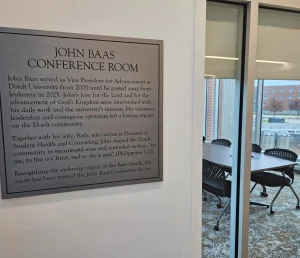 JOHN BAAS
CONFERENCE ROOM
John Baas served as Vice President for Advancement at
Dordt University from 2003 until he passed away from
leukemia in 2023. John's love for the Lord and for the
advancement of God's Kingdom were intertwined with
his daily work and the university's mission. His visionary
leadership and contagious optimism left a lasting impact
on the Dordt community.
Together with his wife, Beth, who served as Director of
Student Health and Counseling, John shaped the Dordt
community in meaningful ways and reminded us that, "to
me, to live is Christ, and to die is gain" (Philippians 1:21).
Recognizing the enduring impact of the Baas family, this
room has been named the John Baas Conference Room.